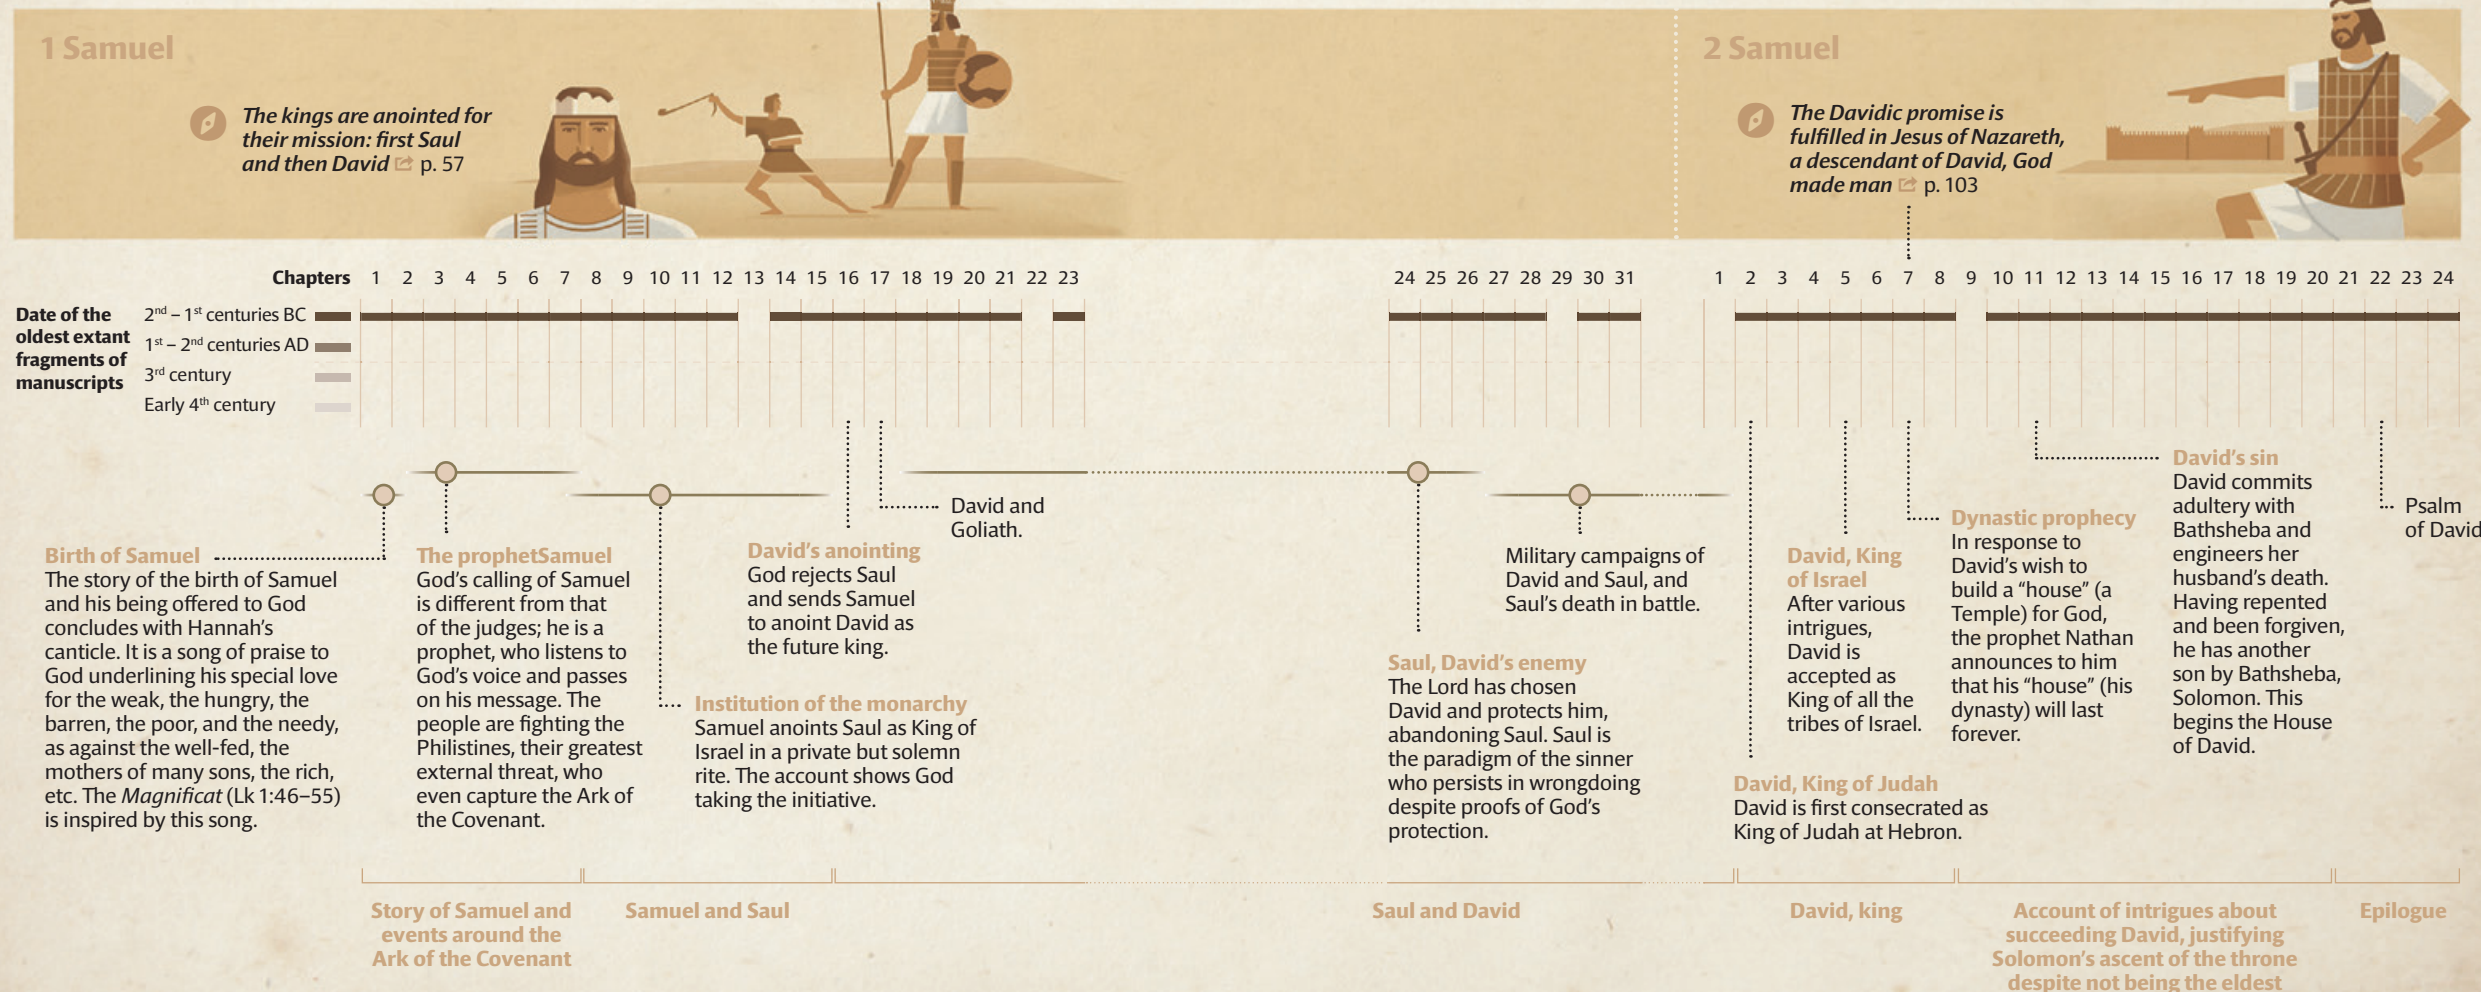 1 Samuel
The kings are anointed for
their mission: first Saul
and then David p. 57
2 Samuel
The Davidic promise is
fulfilled in Jesus of Nazareth,
a descendant of David, God
made man p. 103
Chapters 1 2 3 4 5 6 7 8 9 10 11 12 13 14 15 16 17 18 19 20 21 22 23 24 25 26 27 28 29 30 31 1 2 3 4 5 6 7 8 9 10 11 12 13 14 15 16 17 18 19 20 21 22 23 24
Date of the
oldest extant
fragments of
manuscripts
2nd – 1st centuries BC
1st – 2nd centuries AD
3rd century
Early 4th century
Birth of Samuel
The story of the birth of Samuel
and his being offered to God
concludes with Hannah's
canticle. It is a song of praise to
God underlining his special love
for the weak, the hungry, the
barren, the poor, and the needy,
as against the well-fed, the
mothers of many sons, the rich,
etc. The Magnificat (Lk 1:46–55)
is inspired by this song.
The prophetSamuel
God's calling of Samuel
is different from that
of the judges; he is a
prophet, who listens to
God's voice and passes
on his message. The
people are fighting the
Philistines, their greatest
external threat, who
even capture the Ark of
the Covenant.
David's anointing
God rejects Saul
and sends Samuel
to anoint David as
the future king.
David and
Goliath.
Institution of the monarchy
Samuel anoints Saul as King of
Israel in a private but solemn
rite. The account shows God
taking the initiative.
Saul, David's enemy
The Lord has chosen
David and protects him,
abandoning Saul. Saul is
the paradigm of the sinner
who persists in wrongdoing
despite proofs of God's
protection.
Military campaigns of
David and Saul, and
Saul's death in battle.
David, King of Judah
David is first consecrated as
King of Judah at Hebron.
David, King
of Israel
After various
intrigues,
David is
accepted as
King of all the
tribes of Israel.
Dynastic prophecy
In response to
David's wish to
build a “house” (a
Temple) for God,
the prophet Nathan
announces to him
that his “house” (his
dynasty) will last
forever.
David's sin
David commits
adultery with
Bathsheba and
engineers her
husband's death.
Having repented
and been forgiven,
he has another
son by Bathsheba,
Solomon. This
begins the House
of David.
Psalm
of David
Story of Samuel and
events around the
Ark of the Covenant
Samuel and Saul
Saul and David
David, king
Account of intrigues about
succeeding David, justifying
Solomon's ascent of the throne
despite not being the eldest
Epilogue